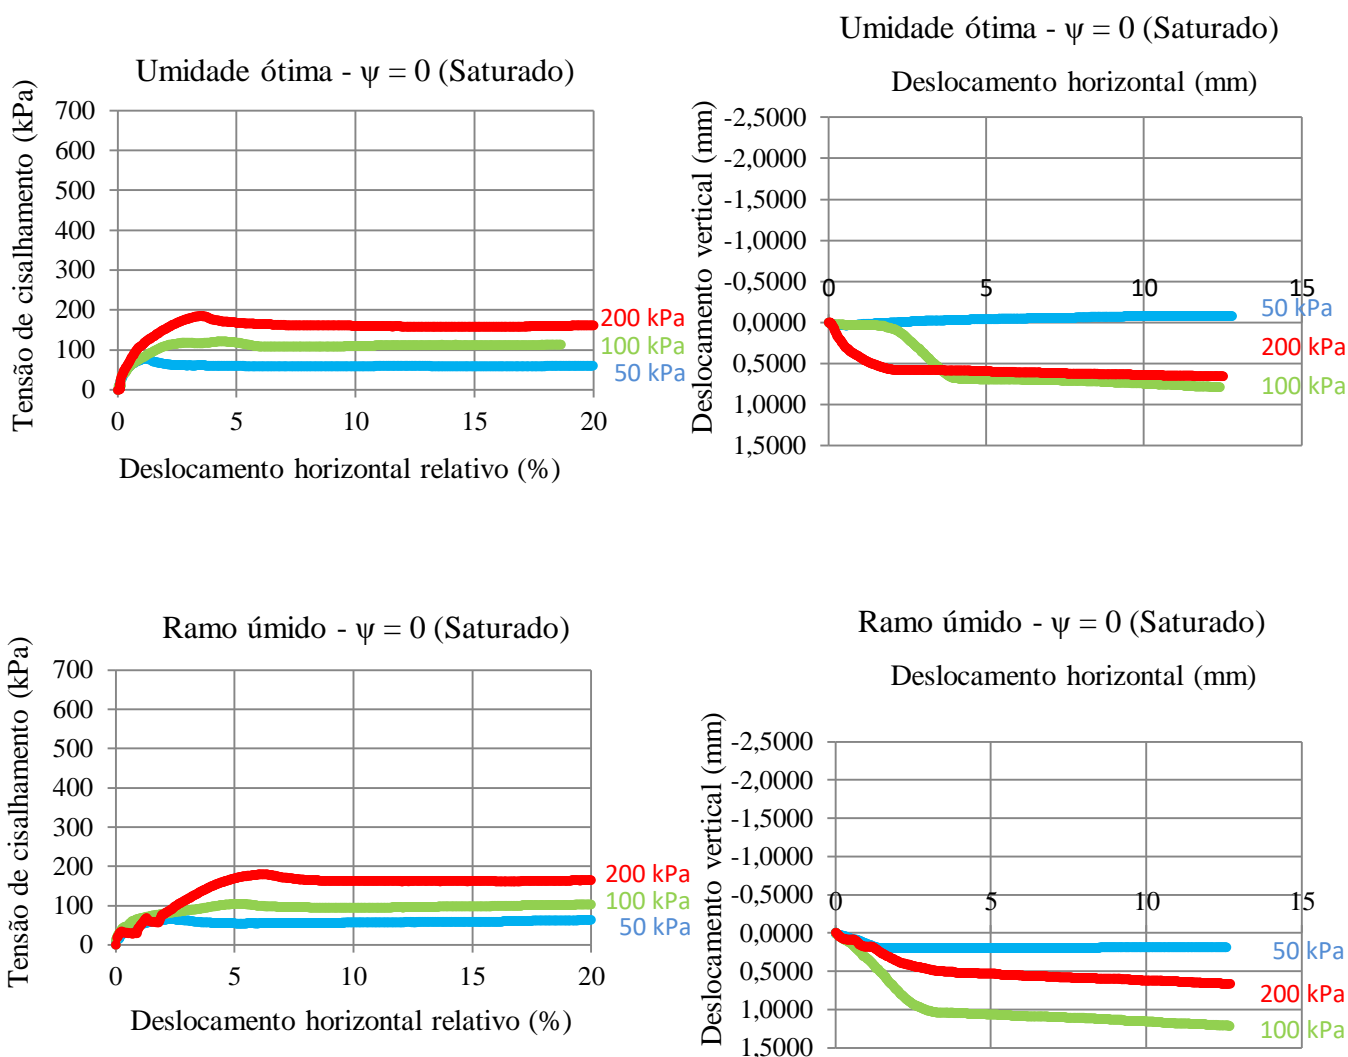 Umidade ótima - ψ = 0 (Saturado)
Tensão de cisalhamento (kPa)
700
600
500
400
300
200
100
0
0 5 10 15 20
200 kPa
100 kPa
50 kPa
Deslocamento horizontal relativo (%)
Umidade ótima - ψ = 0 (Saturado)
Deslocamento horizontal (mm)
Deslocamento vertical (mm)
-2,5000
-2,0000
-1,5000
-1,0000
-0,5000
0,0000
0,5000
1,0000
1,5000
0 5 10 15
50 kPa
200 kPa
100 kPa
Ramo úmido - ψ = 0 (Saturado)
Tensão de cisalhamento (kPa)
700
600
500
400
300
200
100
0
0 5 10 15 20
200 kPa
100 kPa
50 kPa
Deslocamento horizontal relativo (%)
Ramo úmido - ψ = 0 (Saturado)
Deslocamento horizontal (mm)
Deslocamento vertical (mm)
-2,5000
-2,0000
-1,5000
-1,0000
-0,5000
0,0000
0,5000
1,0000
1,5000
0 5 10 15
50 kPa
200 kPa
100 kPa